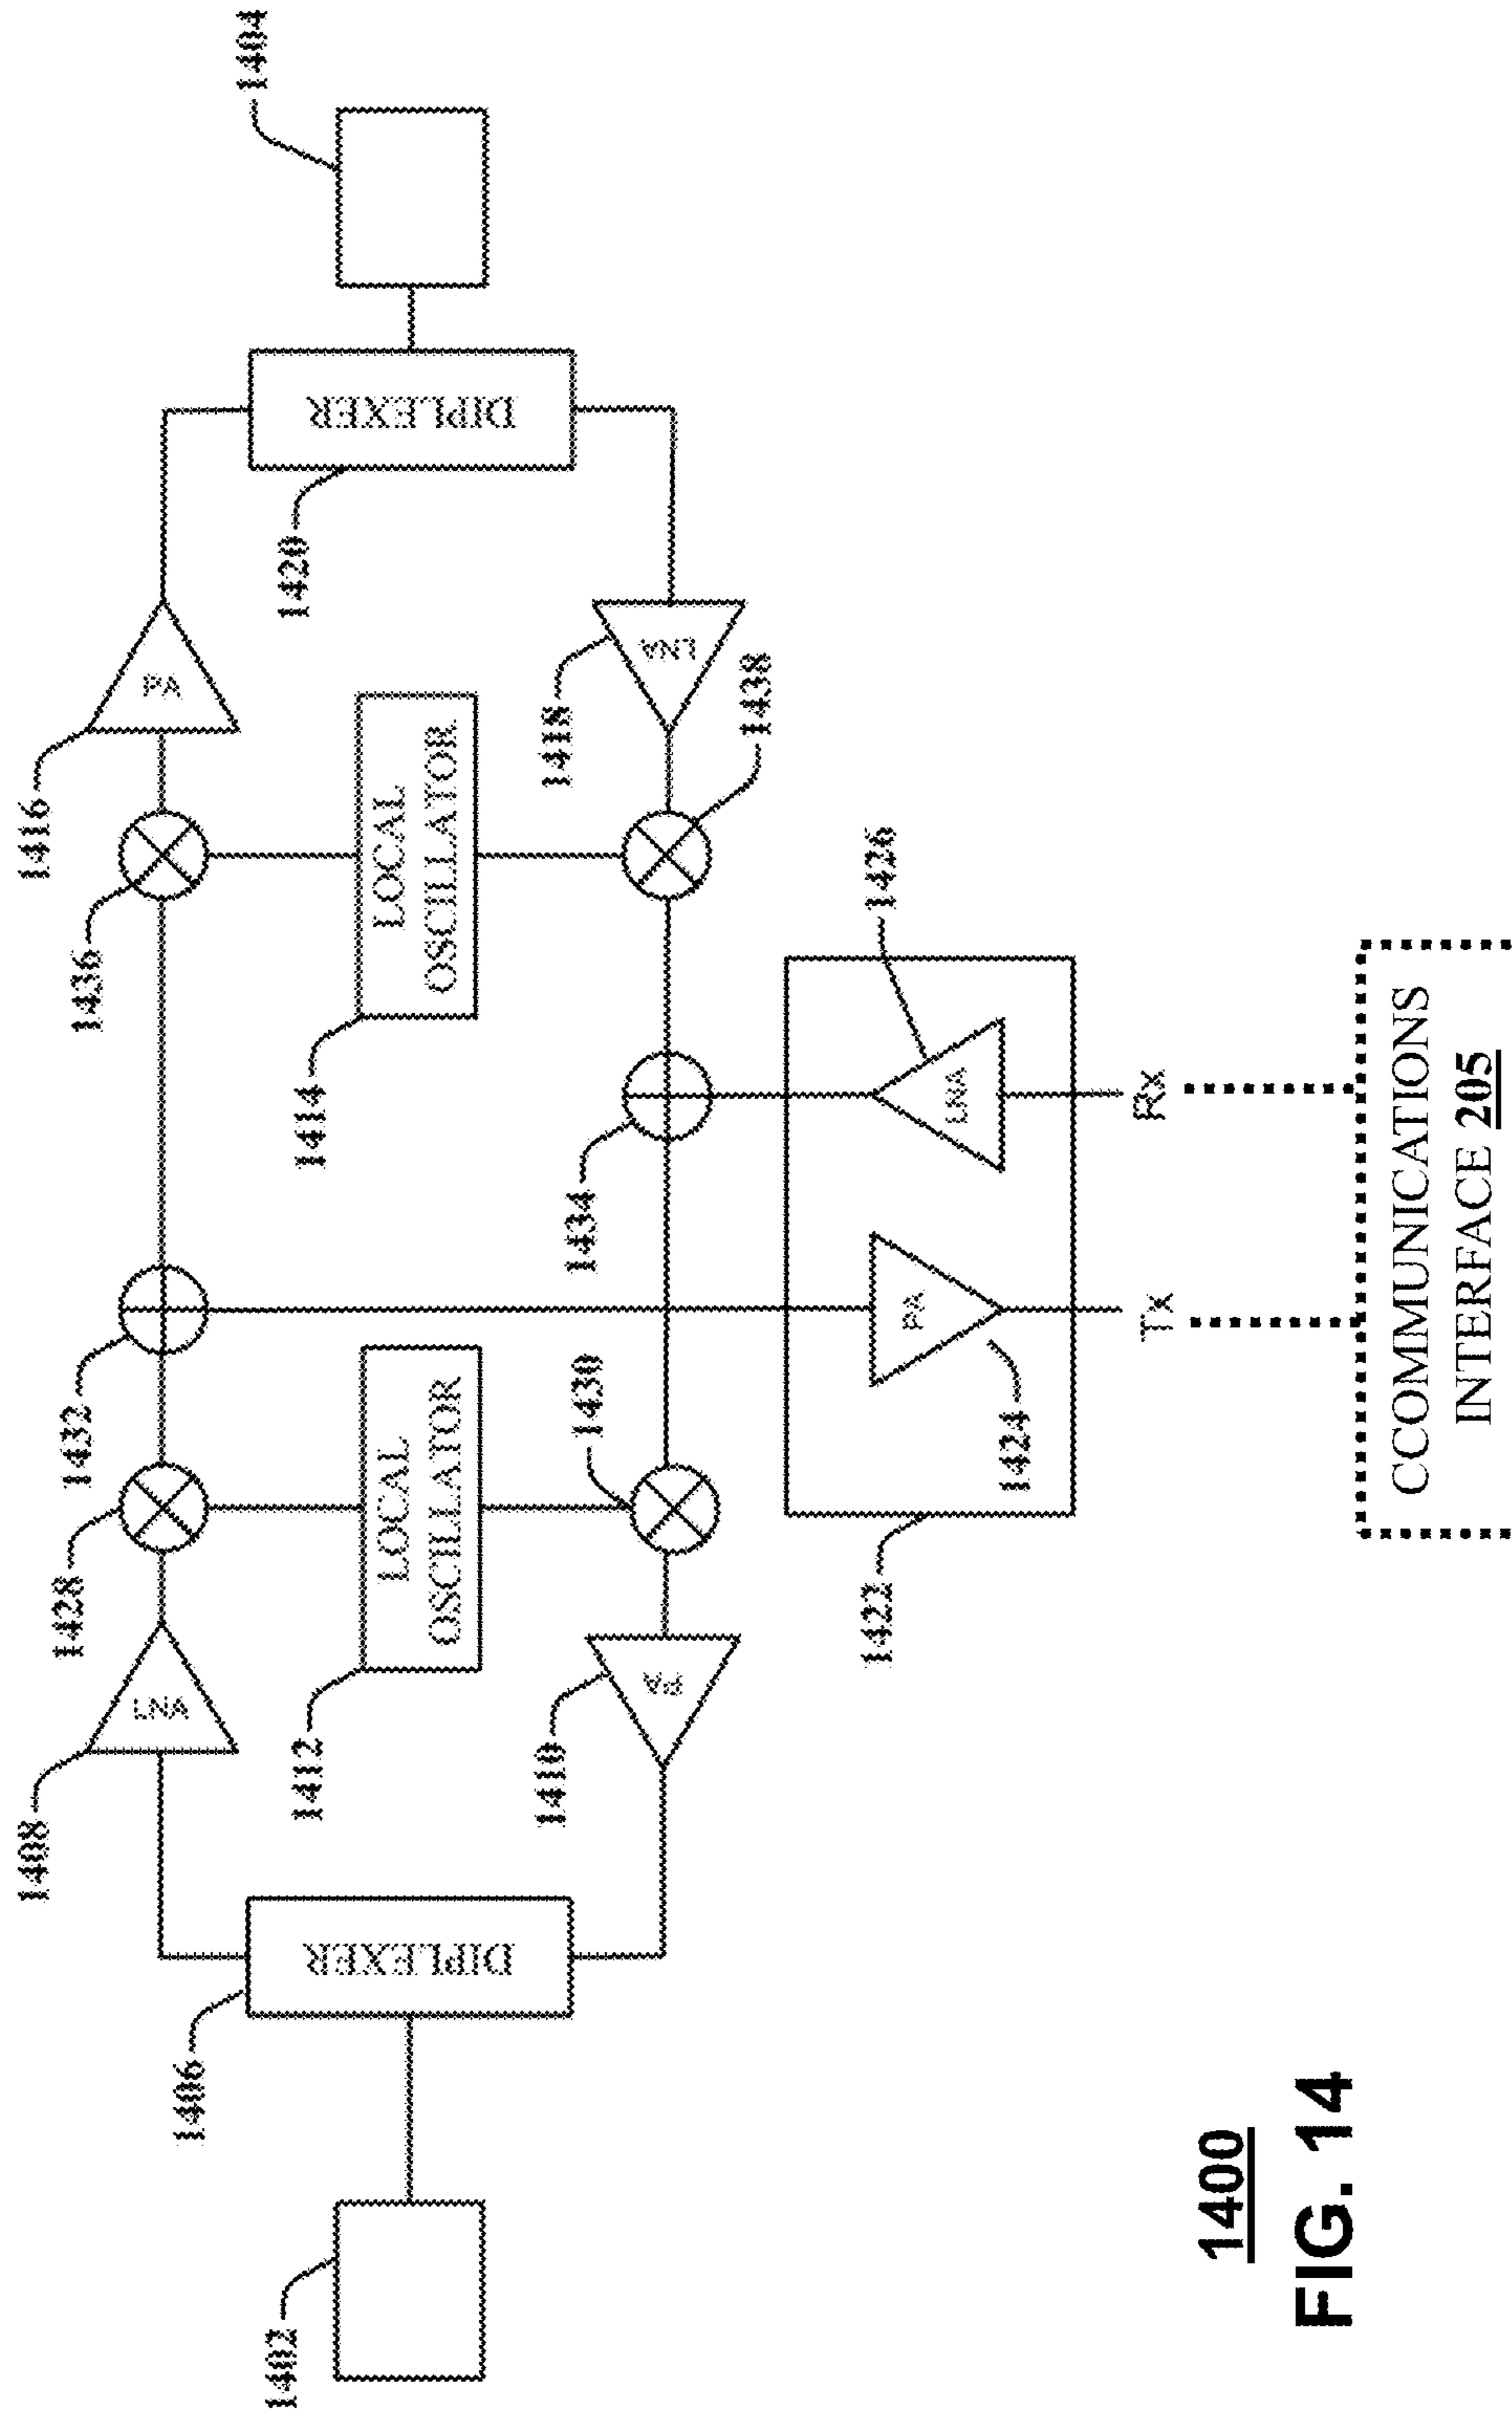 1404
1416
PA
1436
DIPLEXER
1420
LOCAL
OSCILLATOR
1414
LNA
1418
1438
1432
1434
1426
LNA
Rx
1428
LOCAL
OSCILLATOR
1412
1430
PA
1424
Tx
1422
CCOMMUNICATIONS
INTERFACE 205
1408
LNA
PA
1410
DIPLEXER
1406
1402
1400
FIG. 14